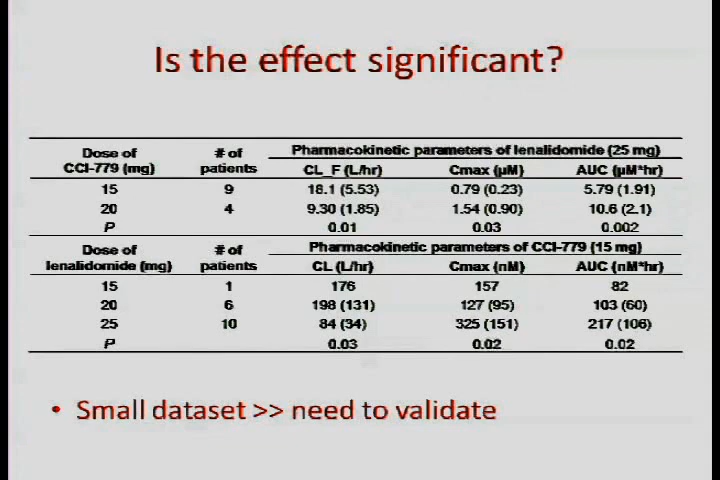 Is the effect significant?
Dose of CCI-779 (mg) # of patients Pharmacokinetic parameters of lenalidomide (25 mg)
CL_F (L/hr) Cmax (µM) AUC (µM*hr)
15 9 18.1 (5.53) 0.79 (0.23) 5.79 (1.91)
20 4 9.30 (1.85) 1.54 (0.90) 10.6 (2.1)
P 0.01 0.03 0.002
Dose of lenalidomide (mg) # of patients Pharmacokinetic parameters of CCI-779 (15 mg)
CL (L/hr) Cmax (nM) AUC (nM*hr)
15 1 176 157 82
20 6 198 (131) 127 (95) 103 (60)
25 10 84 (34) 325 (151) 217 (106)
P 0.03 0.02 0.02
• Small dataset >> need to validate